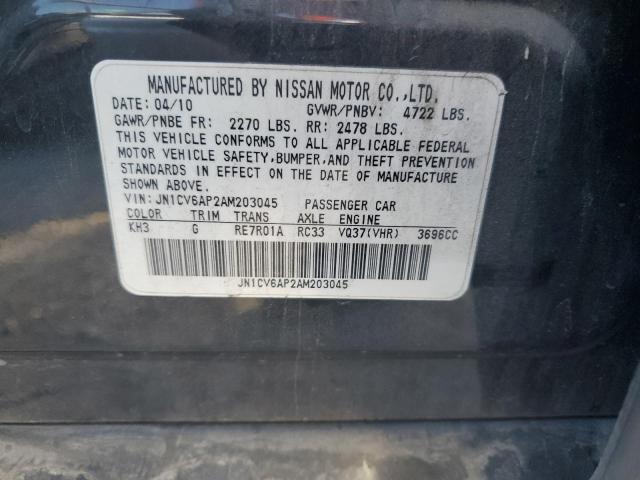 MANUFACTURED BY NISSAN MOTOR CO.,LTD.
DATE: 04/10 GVWR/PNBV: 4722 LBS.
GAWR/PNBE FR: 2270 LBS. RR: 2478 LBS.
THIS VEHICLE CONFORMS TO ALL APPLICABLE FEDERAL
MOTOR VEHICLE SAFETY,BUMPER,AND THEFT PREVENTION
STANDARDS IN EFFECT ON THE DATE OF MANUFACTURE
SHOWN ABOVE.
VIN: JN1CV6AP2AM203045 PASSENGER CAR
COLOR TRIM TRANS AXLE ENGINE
KH3 G RE7R01A RC33 VQ37(VHR) 3696CC
JN1CV6AP2AM203045